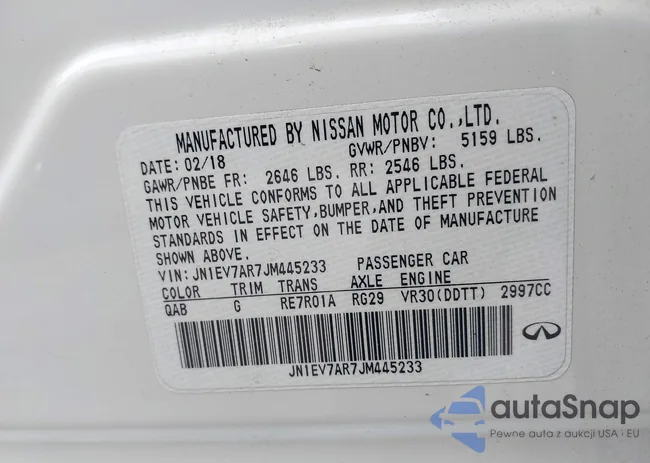 MANUFACTURED BY NISSAN MOTOR CO.,LTD.
DATE: 02/18 GVWR/PNBV: 5159 LBS.
GAWR/PNBE FR: 2646 LBS. RR: 2546 LBS.
THIS VEHICLE CONFORMS TO ALL APPLICABLE FEDERAL
MOTOR VEHICLE SAFETY,BUMPER,AND THEFT PREVENTION
STANDARDS IN EFFECT ON THE DATE OF MANUFACTURE
SHOWN ABOVE.
VIN: JN1EV7AR7JM445233 PASSENGER CAR
COLOR TRIM TRANS AXLE ENGINE
QAB G RE7R01A RG29 VR30(DDTT) 2997CC
JN1EV7AR7JM445233
autaSnap
Pewne auta z aukcji USA i EU